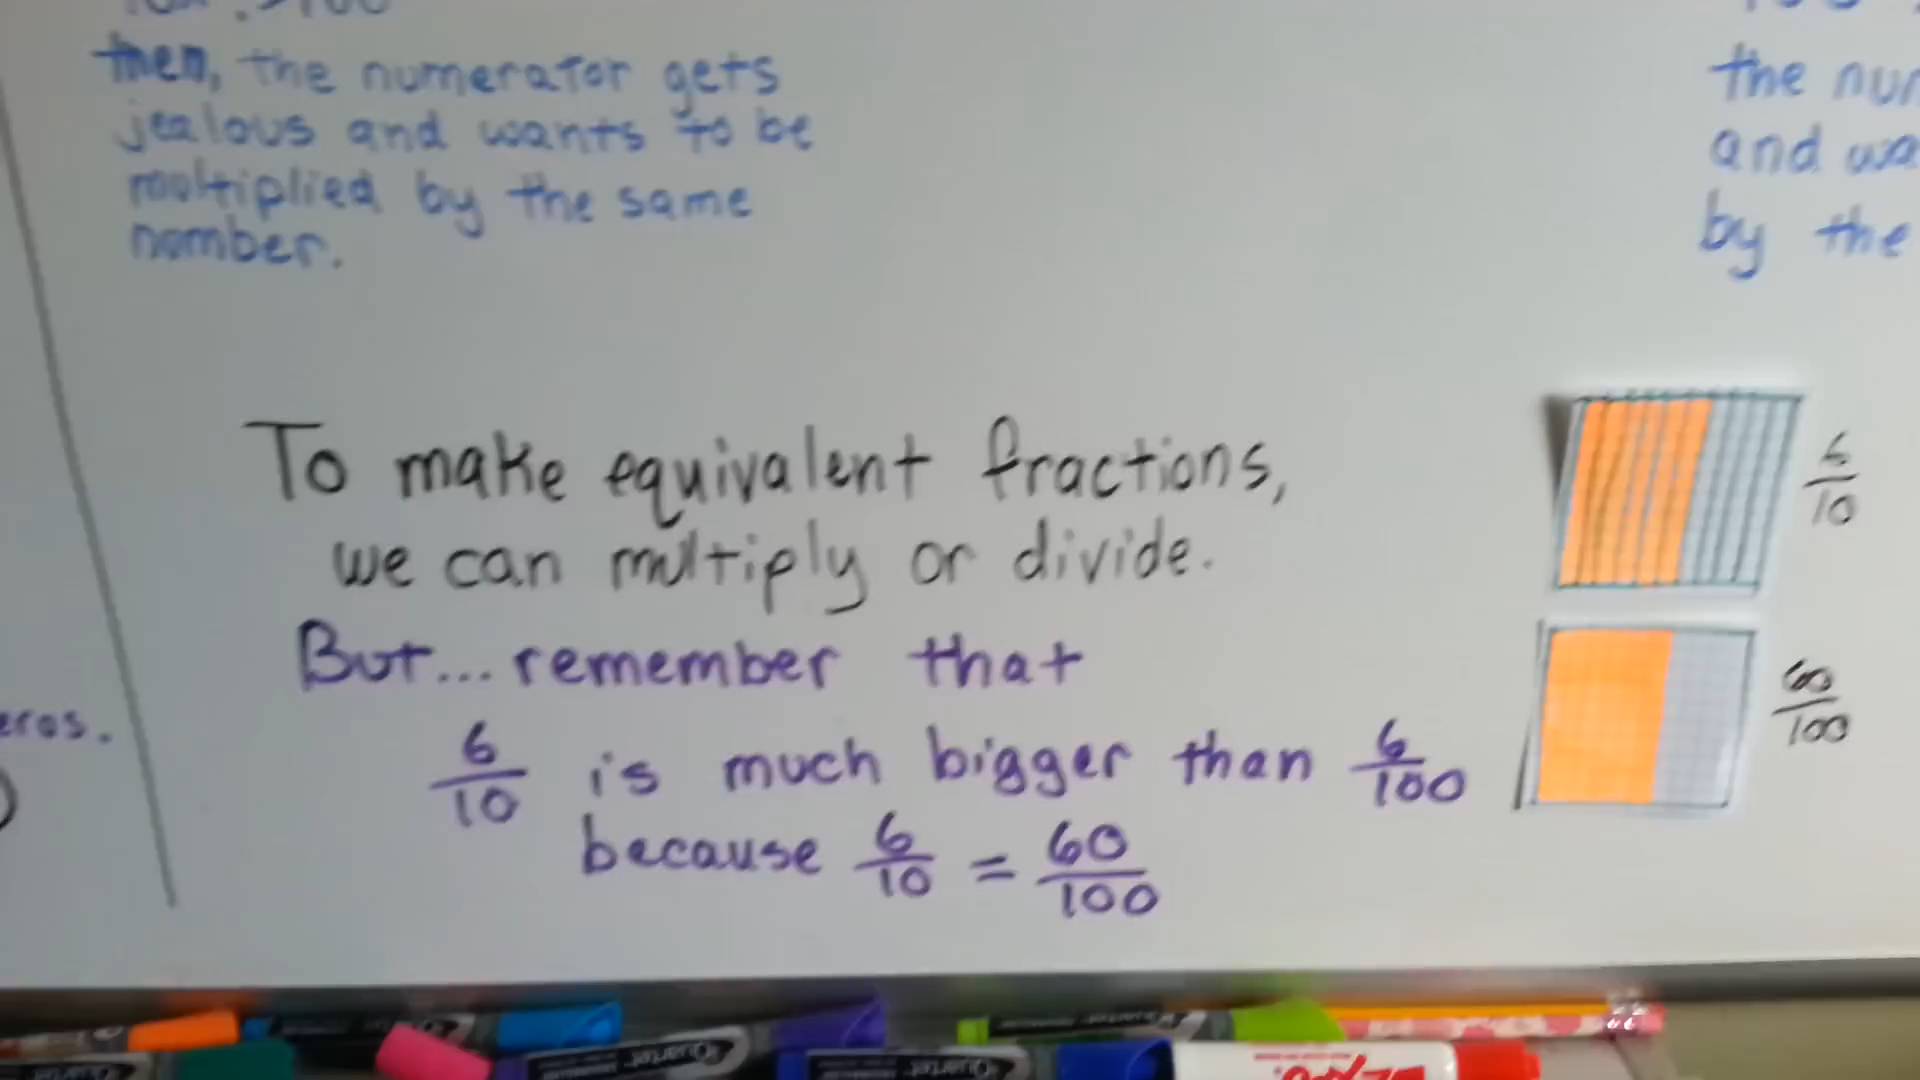 then, the numerator gets
jealous and wants to be
multiplied by the same
number.
the
and
by the
To make equivalent fractions,
we can multiply or divide.
But... remember that
6/10 is much bigger than 6/100
because 6/10 = 60/100
6/10
60/100
eros.
Quartet
Quartet